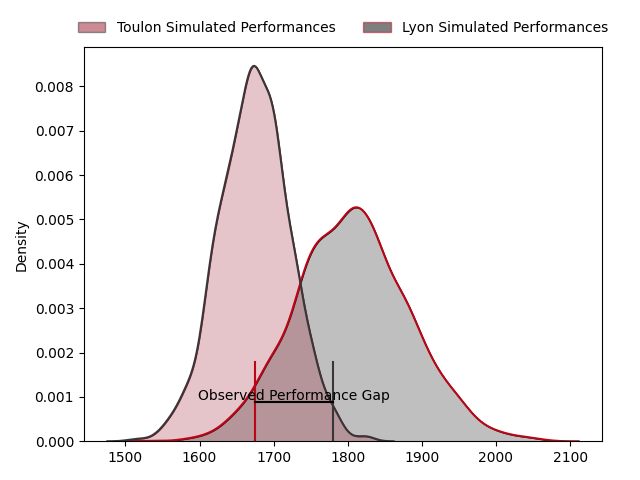 Toulon Simulated Performances Lyon Simulated Performances
Density
0.008
0.007
0.006
0.005
0.004
0.003
0.002
0.001
0.000
Observed Performance Gap
1500 1600 1700 1800 1900 2000 2100